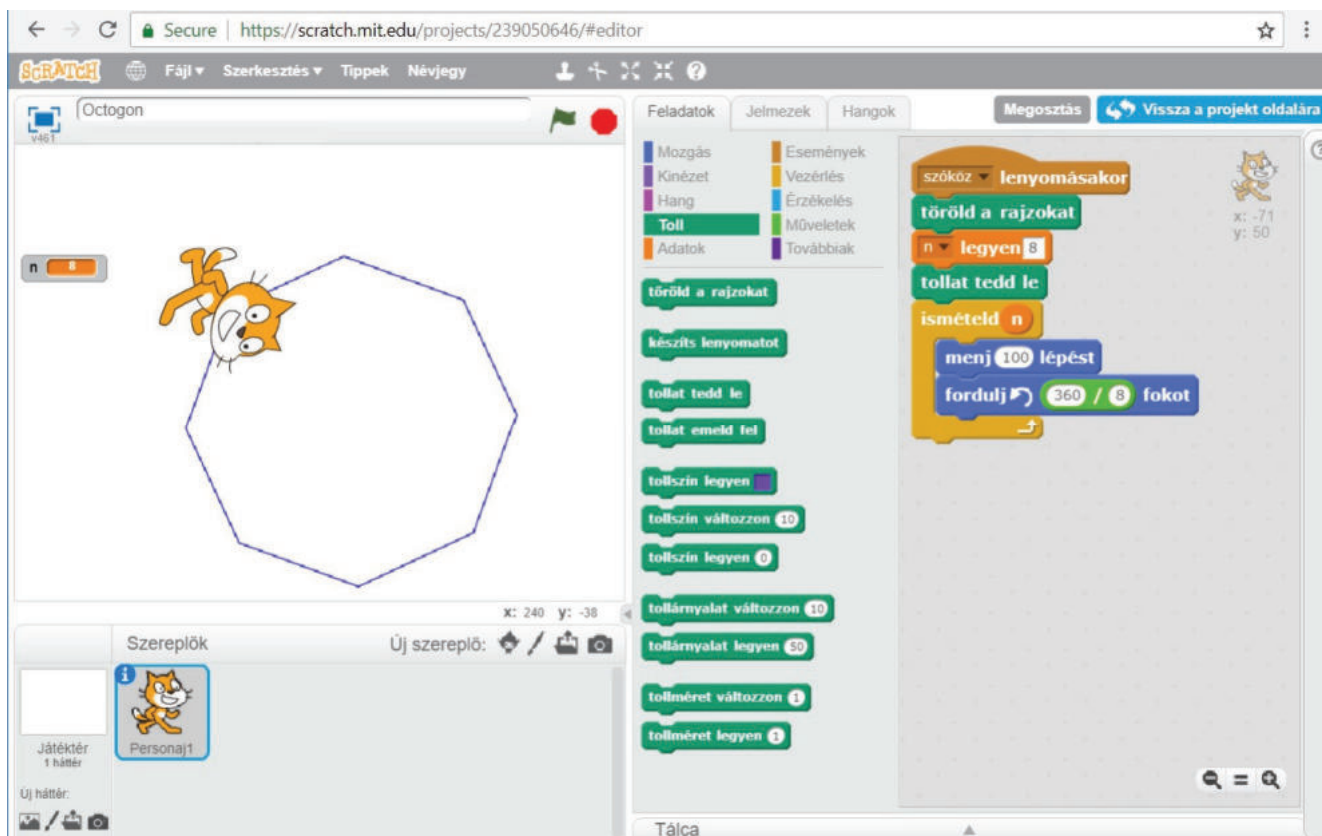 Secure | https://scratch.mit.edu/projects/239050646/#editor
SCRATCH Fájl Szerkesztés Tippek Névjegy
Octogon
v461
n 8
x: 240 y: -38
Szereplők Új szereplő:
Játéktér
1 háttér
Új háttér:
Personaj1
Feladatok Jelmezek Hangok
Megosztás Vissza a projekt oldalára
Mozgás Események
Kinézet Vezérlés
Hang Érzékelés
Toll Műveletek
Adatok Továbbiak
töröld a rajzokat
készíts lenyomatot
tollat tedd le
tollat emeld fel
tollszín legyen
tollszín változzon 10
tollszín legyen 0
tollárnyalat változzon 10
tollárnyalat legyen 50
tollméret változzon 1
tollméret legyen 1
szóköz lenyomásakor
töröld a rajzokat
n legyen 8
tollat tedd le
ismételd n
menj 100 lépést
fordulj 360 / 8 fokot
x: -71
y: 50
Tálca